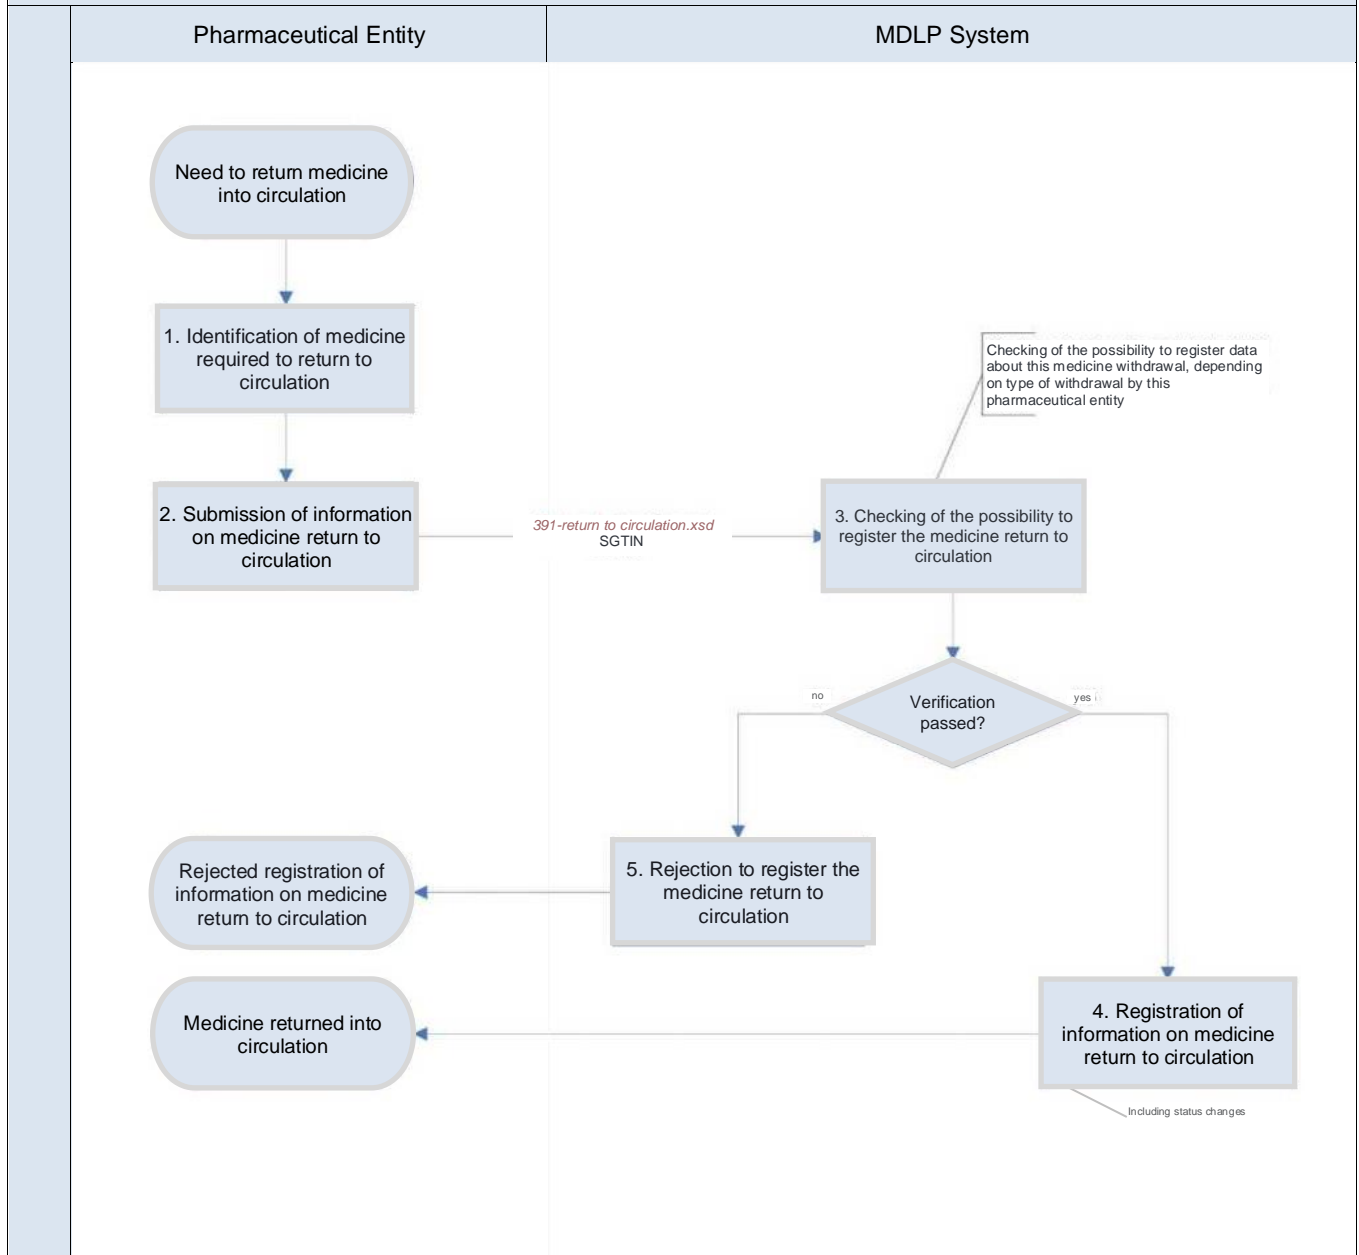 Pharmaceutical Entity
MDLP System
Need to return medicine
into circulation
1. Identification of medicine
required to return to
circulation
Checking of the possibility to register data
about this medicine withdrawal, depending
on type of withdrawal by this
pharmaceutical entity
2. Submission of information
on medicine return to
circulation
391-return to circulation.xsd
SGTIN
3. Checking of the possibility to
register the medicine return to
circulation
no
Verification
passed?
yes
Rejected registration of
information on medicine
return to circulation
5. Rejection to register the
medicine return to
circulation
Medicine returned into
circulation
4. Registration of
information on medicine
return to circulation
Including status changes